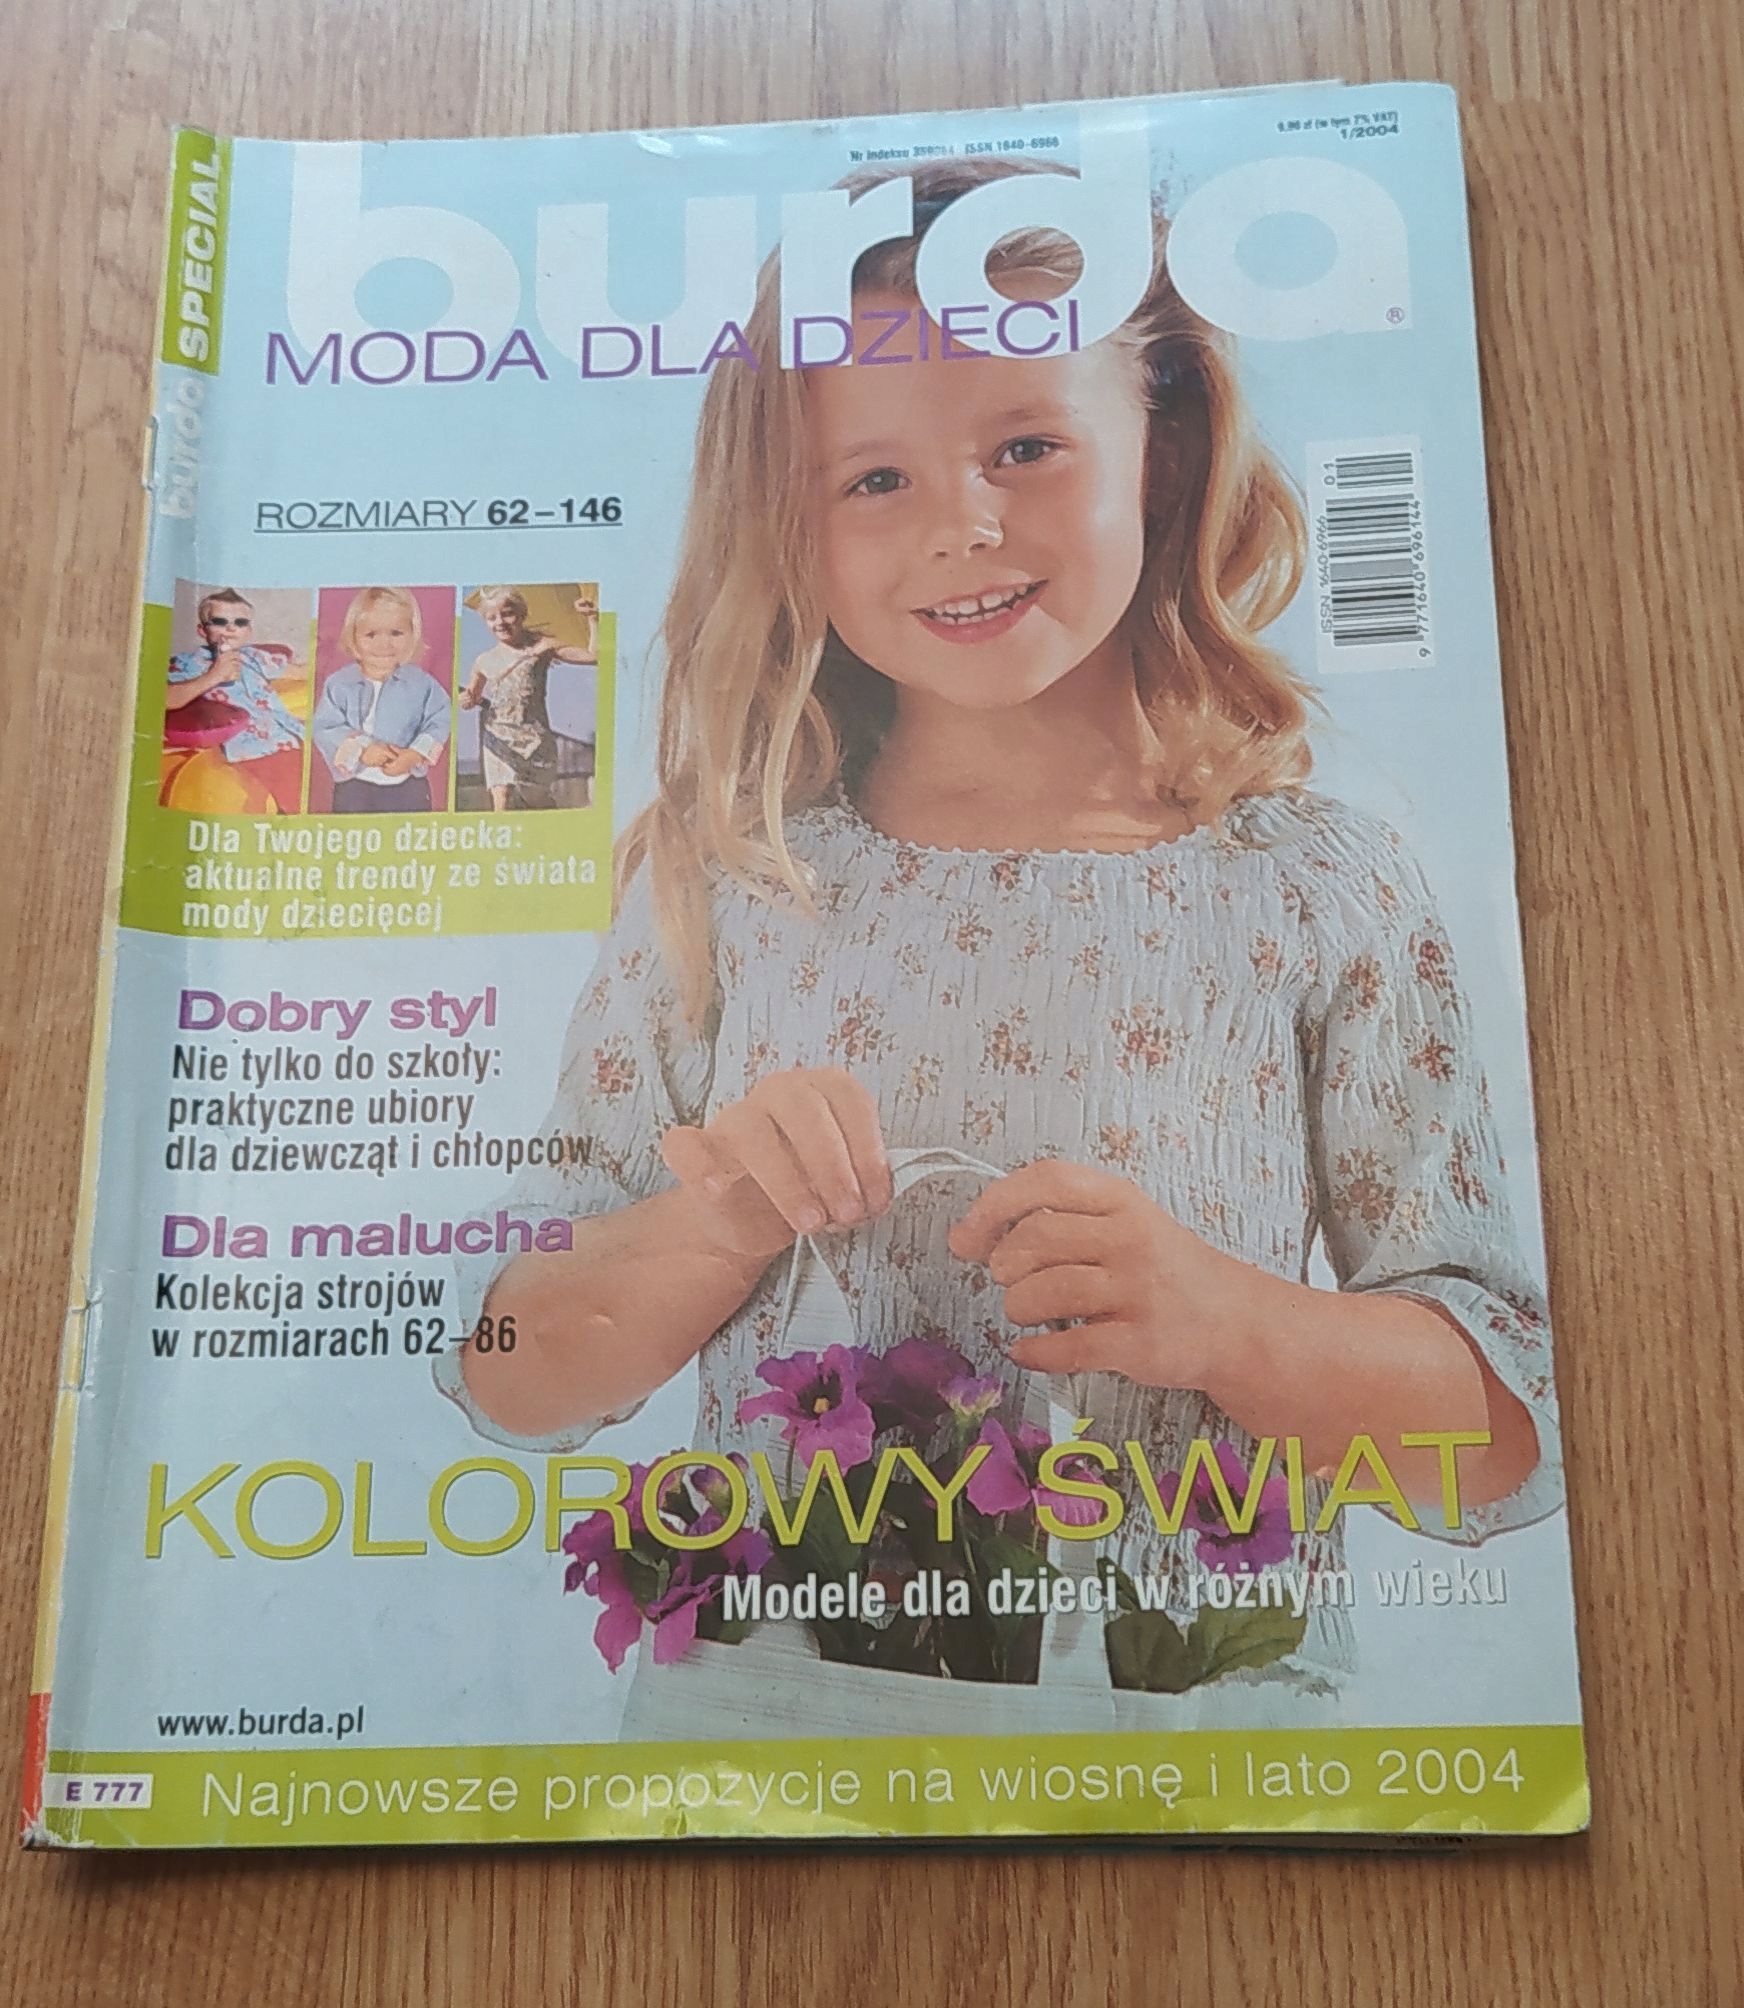 Nr indeksu ISSN 1640-6966
zł (w tym 7% VAT)
1/2004
burda SPECIAL
burda
®
MODA DLA DZIECI
ROZMIARY 62–146
ISSN 1640-6966
01
9 771640 696144
Dla Twojego dziecka:
aktualne trendy ze świata
mody dziecięcej
Dobry styl
Nie tylko do szkoły:
praktyczne ubiory
dla dziewcząt i chłopców
Dla malucha
Kolekcja strojów
w rozmiarach 62–86
KOLOROWY ŚWIAT
Modele dla dzieci w różnym wieku
www.burda.pl
E 777
Najnowsze propozycje na wiosnę i lato 2004